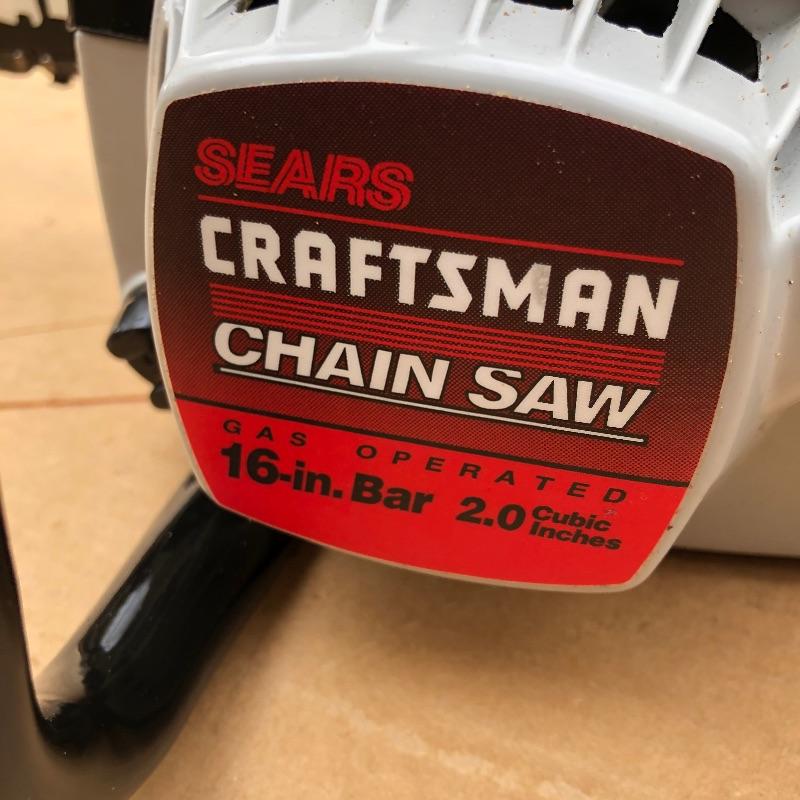 SEARS
CRAFTSMAN
CHAIN SAW
GAS OPERATED
16-in. Bar 2.0 Cubic Inches